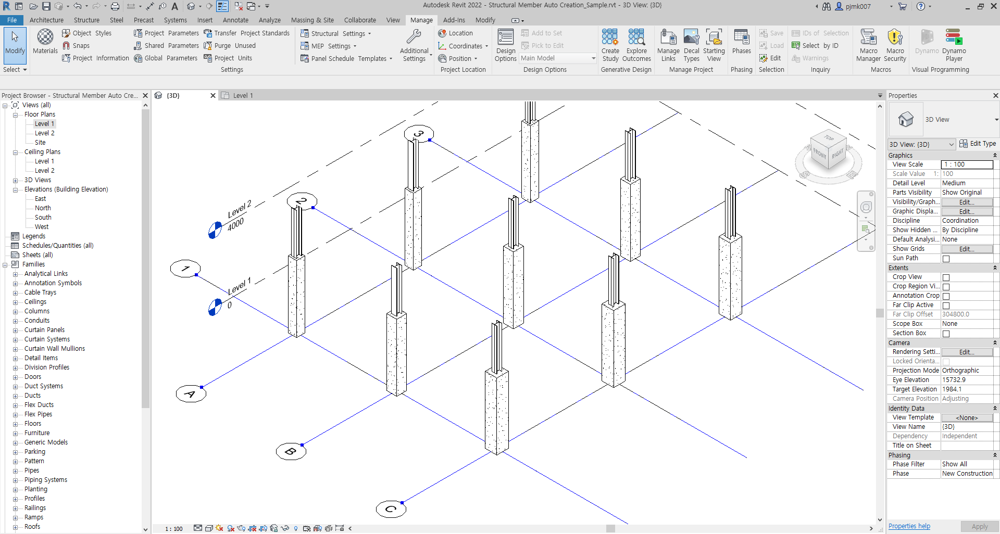 Autodesk Revit 2022 - Structural Member Auto Creation_Sample.rvt - 3D View: {3D}
pjmk007
File Architecture Structure Steel Precast Systems Insert Annotate Analyze Massing & Site Collaborate View Manage Add-Ins Modify
Modify
Select
Materials
Object Styles
Snaps
Project Information
Project Parameters
Shared Parameters
Global Parameters
Transfer Project Standards
Purge Unused
Project Units
Settings
Structural Settings
MEP Settings
Panel Schedule Templates
Additional Settings
Location
Coordinates
Position
Project Location
Design Options
Add to Set
Pick to Edit
Main Model
Design Options
Create Study
Explore Outcomes
Generative Design
Manage Links
Decal Types
Starting View
Manage Project
Phases
Phasing
Save
Load
Edit
Selection
IDs of Selection
Select by ID
Warnings
Inquiry
Macro Manager
Macro Security
Macros
Dynamo
Dynamo Player
Visual Programming
Project Browser - Structural Member Auto Cre...
Views (all)
Floor Plans
Level 1
Level 2
Site
Ceiling Plans
Level 1
Level 2
3D Views
Elevations (Building Elevation)
East
North
South
West
Legends
Schedules/Quantities (all)
Sheets (all)
Families
Analytical Links
Annotation Symbols
Cable Trays
Ceilings
Columns
Conduits
Curtain Panels
Curtain Systems
Curtain Wall Mullions
Detail Items
Division Profiles
Doors
Duct Systems
Ducts
Flex Ducts
Flex Pipes
Floors
Furniture
Generic Models
Parking
Pattern
Pipes
Piping Systems
Planting
Profiles
Railings
Ramps
Roofs
{3D}
Level 1
3
2
1
Level 2
4000
Level 1
0
A
B
C
TOP
FRONT
RIGHT
1 : 100
Properties
3D View
3D View: {3D}
Edit Type
Graphics
View Scale 1 : 100
Scale Value 1: 100
Detail Level Medium
Parts Visibility Show Original
Visibility/Graph... Edit...
Graphic Displa... Edit...
Discipline Coordination
Show Hidden ... By Discipline
Default Analysi... None
Show Grids Edit...
Sun Path
Extents
Crop View
Crop Region Vi...
Annotation Crop
Far Clip Active
Far Clip Offset 304800.0
Scope Box None
Section Box
Camera
Rendering Setti... Edit...
Locked Orienta...
Projection Mode Orthographic
Eye Elevation 15732.9
Target Elevation 1984.1
Camera Position Adjusting
Identity Data
View Template <None>
View Name {3D}
Dependency Independent
Title on Sheet
Phasing
Phase Filter Show All
Phase New Construction
Properties help
Apply